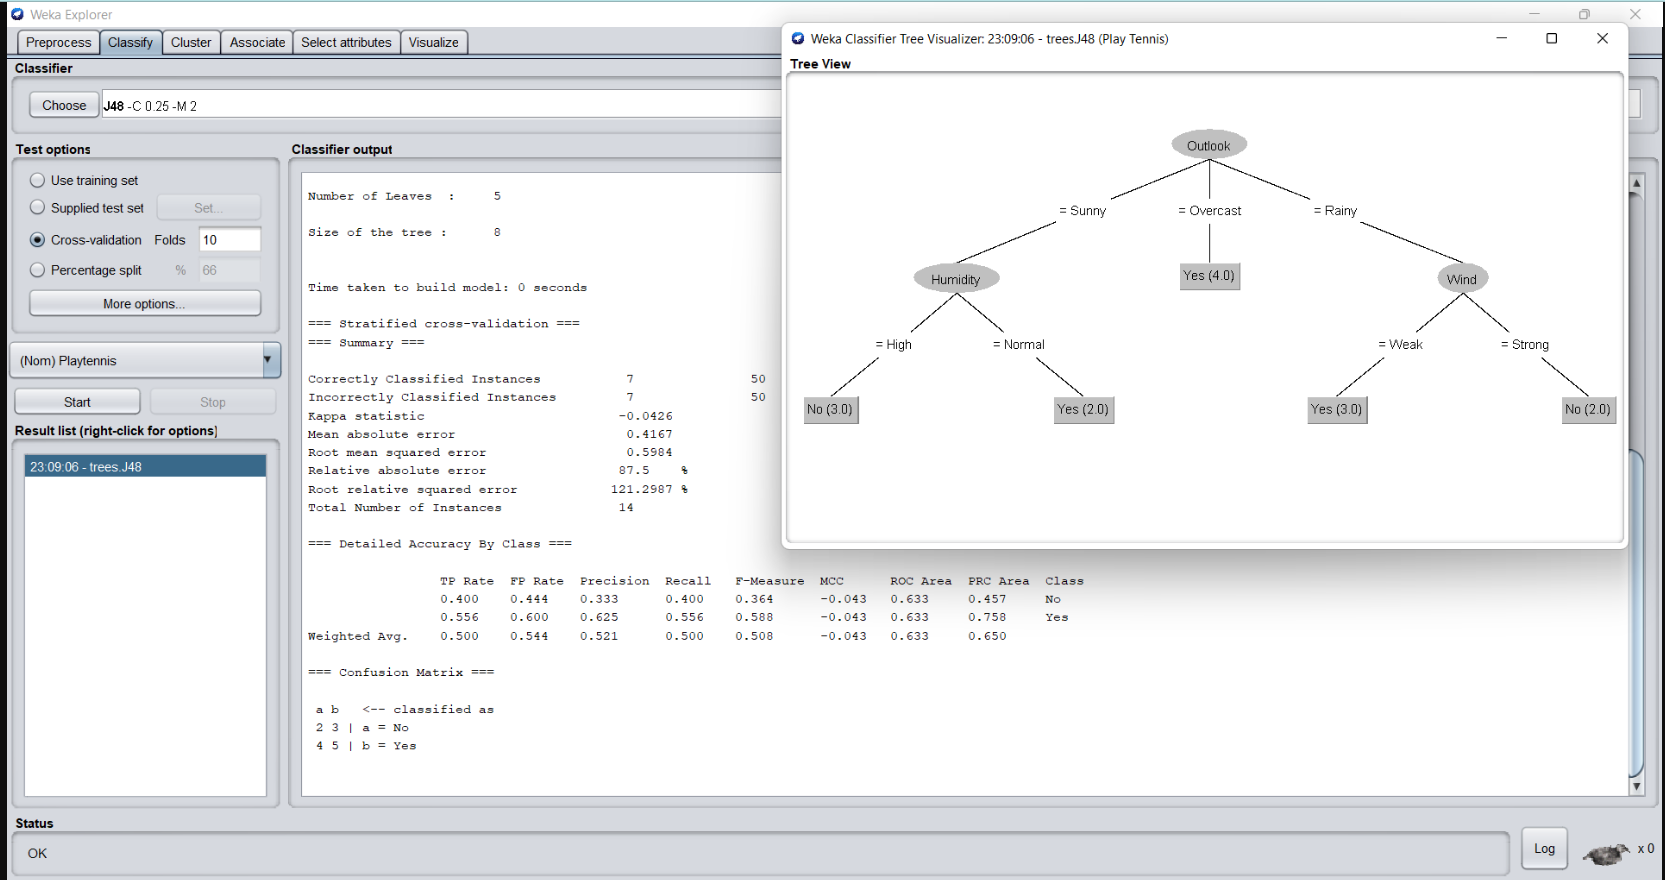 Weka Explorer
Preprocess Classify Cluster Associate Select attributes Visualize
Classifier
Choose J48 -C 0.25 -M 2
Test options
Use training set
Supplied test set Set...
Cross-validation Folds 10
Percentage split % 66
More options...
(Nom) Playtennis
Start Stop
Result list (right-click for options)
23:09:06 - trees.J48
Classifier output
Number of Leaves : 5
Size of the tree : 8
Time taken to build model: 0 seconds
=== Stratified cross-validation ===
=== Summary ===
Correctly Classified Instances 7 50
Incorrectly Classified Instances 7 50
Kappa statistic -0.0426
Mean absolute error 0.4167
Root mean squared error 0.5984
Relative absolute error 87.5 %
Root relative squared error 121.2987 %
Total Number of Instances 14
=== Detailed Accuracy By Class ===
TP Rate FP Rate Precision Recall F-Measure MCC ROC Area PRC Area Class
0.400 0.444 0.333 0.400 0.364 -0.043 0.633 0.457 No
0.556 0.600 0.625 0.556 0.588 -0.043 0.633 0.758 Yes
Weighted Avg. 0.500 0.544 0.521 0.500 0.508 -0.043 0.633 0.650
=== Confusion Matrix ===
a b <-- classified as
2 3 | a = No
4 5 | b = Yes
Weka Classifier Tree Visualizer: 23:09:06 - trees.J48 (Play Tennis)
Tree View
Outlook
= Sunny = Overcast = Rainy
Humidity Yes (4.0) Wind
= High = Normal = Weak = Strong
No (3.0) Yes (2.0) Yes (3.0) No (2.0)
Status
OK
Log x 0